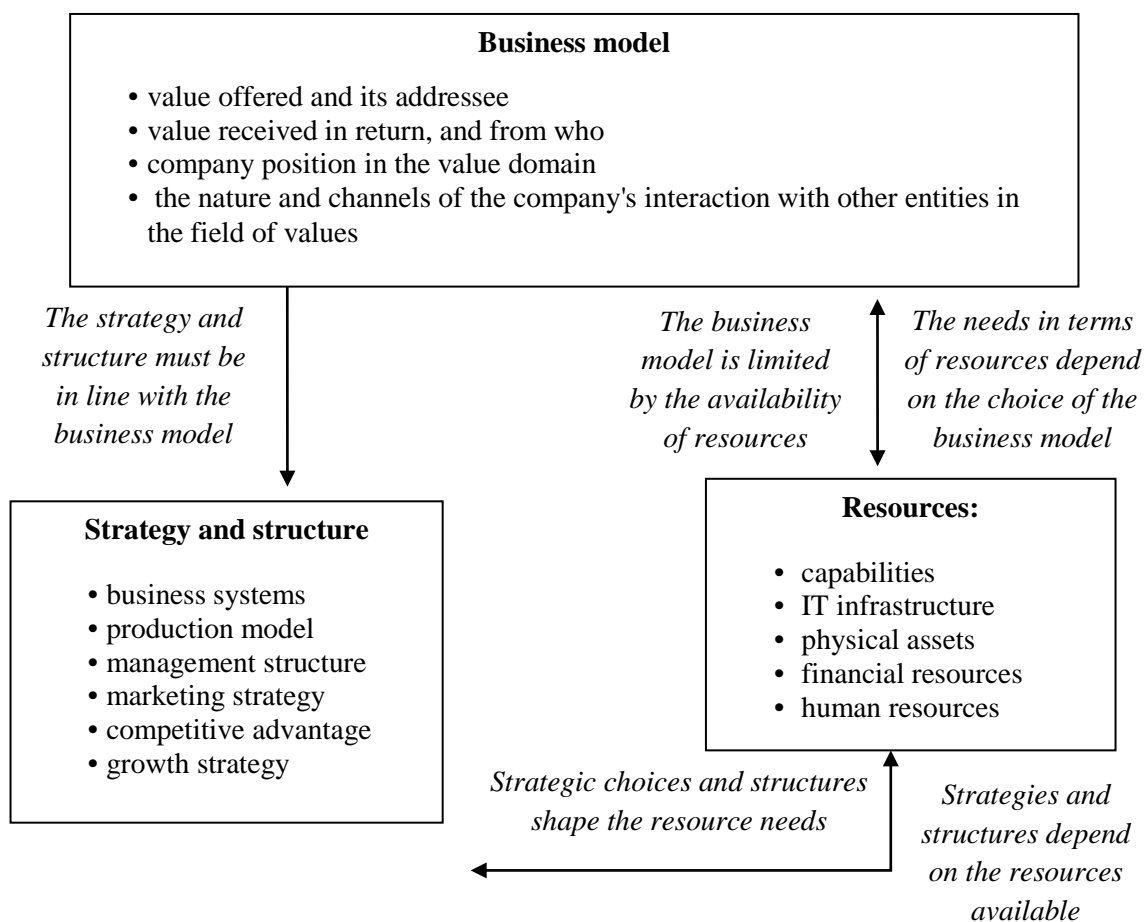 Business model
• value offered and its addressee
• value received in return, and from who
• company position in the value domain
• the nature and channels of the company's interaction with other entities in
the field of values
The strategy and
structure must be
in line with the
business model
The business
model is limited
by the availability
of resources
The needs in terms
of resources depend
on the choice of the
business model
Strategy and structure
• business systems
• production model
• management structure
• marketing strategy
• competitive advantage
• growth strategy
Resources:
• capabilities
• IT infrastructure
• physical assets
• financial resources
• human resources
Strategic choices and structures
shape the resource needs
Strategies and
structures depend
on the resources
available